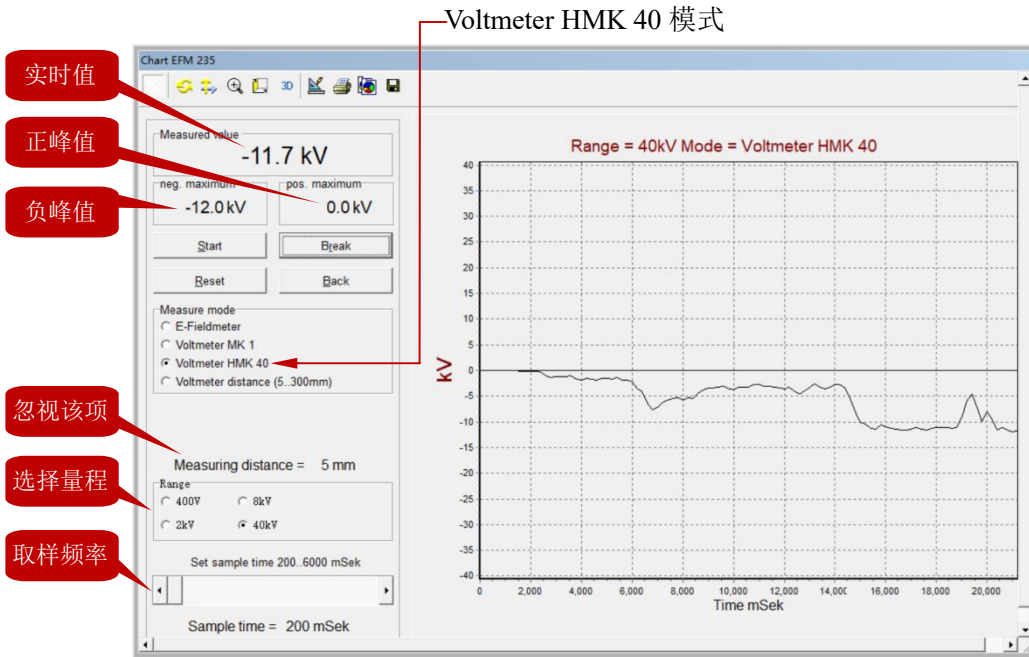 Voltmeter HMK 40 模式
Chart EFM 235
3D
实时值
正峰值
负峰值
忽视该项
选择量程
取样频率
Measured value
-11.7 kV
neg. maximum
pos. maximum
-12.0 kV
0.0 kV
Start
Break
Reset
Back
Measure mode
E-Fieldmeter
Voltmeter MK 1
Voltmeter HMK 40
Voltmeter distance (5..300mm)
Measuring distance = 5 mm
Range
400V
8kV
2kV
40kV
Set sample time 200..6000 mSek
Sample time = 200 mSek
Range = 40kV Mode = Voltmeter HMK 40
kV
40
35
30
25
20
15
10
5
0
-5
-10
-15
-20
-25
-30
-35
-40
0 2,000 4,000 6,000 8,000 10,000 12,000 14,000 16,000 18,000 20,000
Time mSek